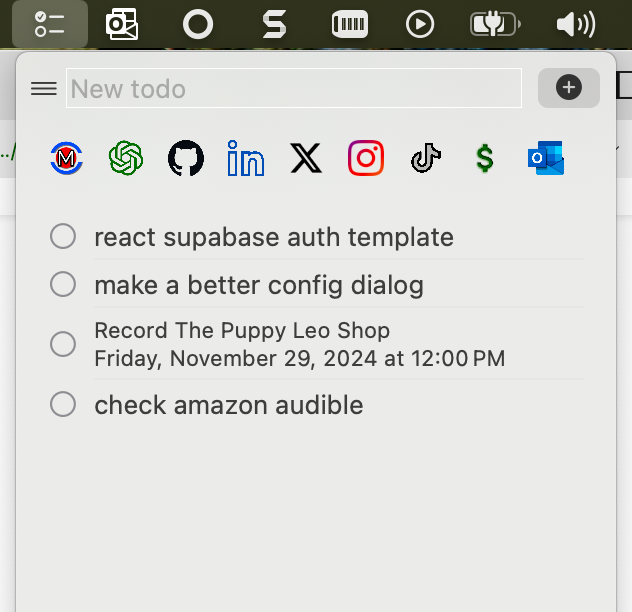 New todo
react supabase auth template
make a better config dialog
Record The Puppy Leo Shop
Friday, November 29, 2024 at 12:00 PM
check amazon audible